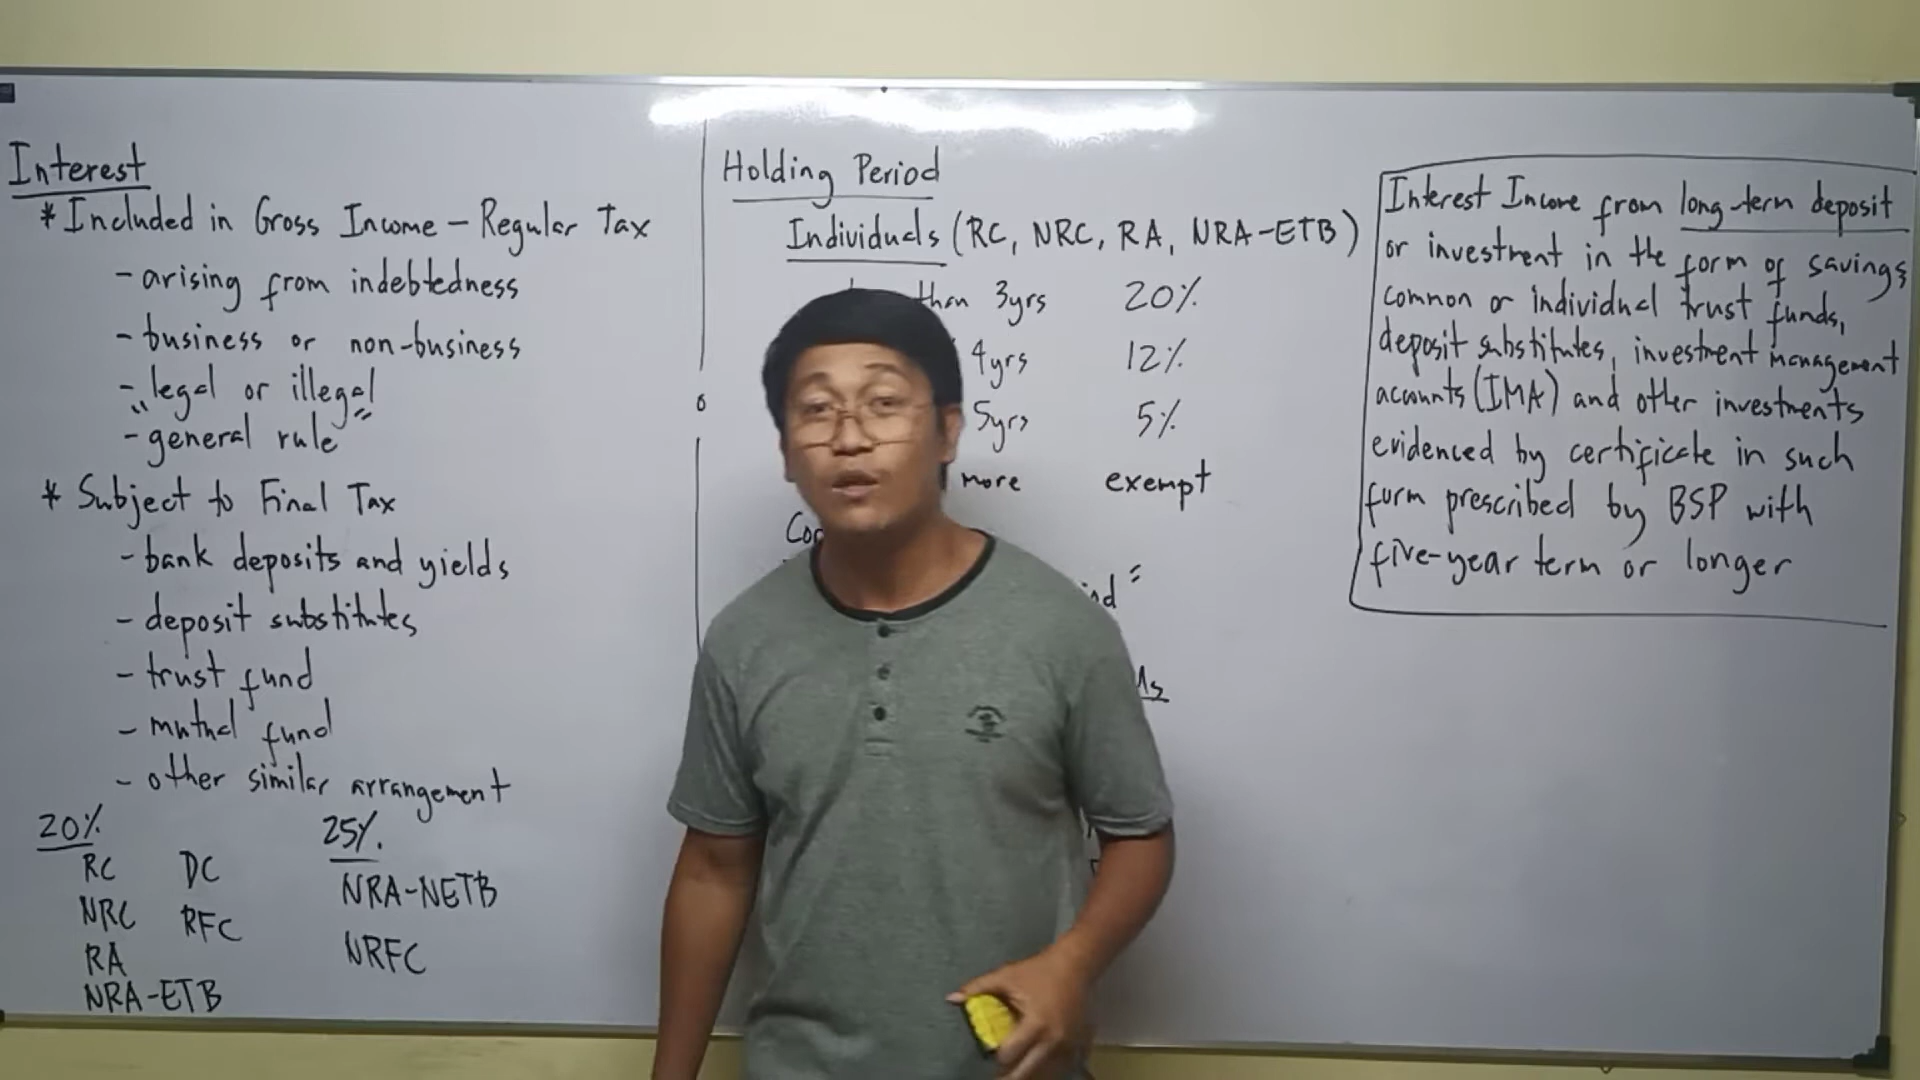 Interest
* Included in Gross Income - Regular Tax
- arising from indebtedness
- business or non-business
- legal or illegal
- "general rule"
* Subject to Final Tax
- bank deposits and yields
- deposit substitutes
- trust fund
- mutual fund
- other similar arrangement
20%
RC DC
NRC RFC
RA
NRA-ETB
25%
NRA-NETB
NRFC
Holding Period
Individuals (RC, NRC, RA, NRA-ETB)
than 3yrs 20%
4yrs 12%
5yrs 5%
more exempt
Interest Income from long-term deposit
or investment in the form of savings
common or individual trust funds,
deposit substitutes, investment management
accounts (IMA) and other investments
evidenced by certificate in such
form prescribed by BSP with
five-year term or longer